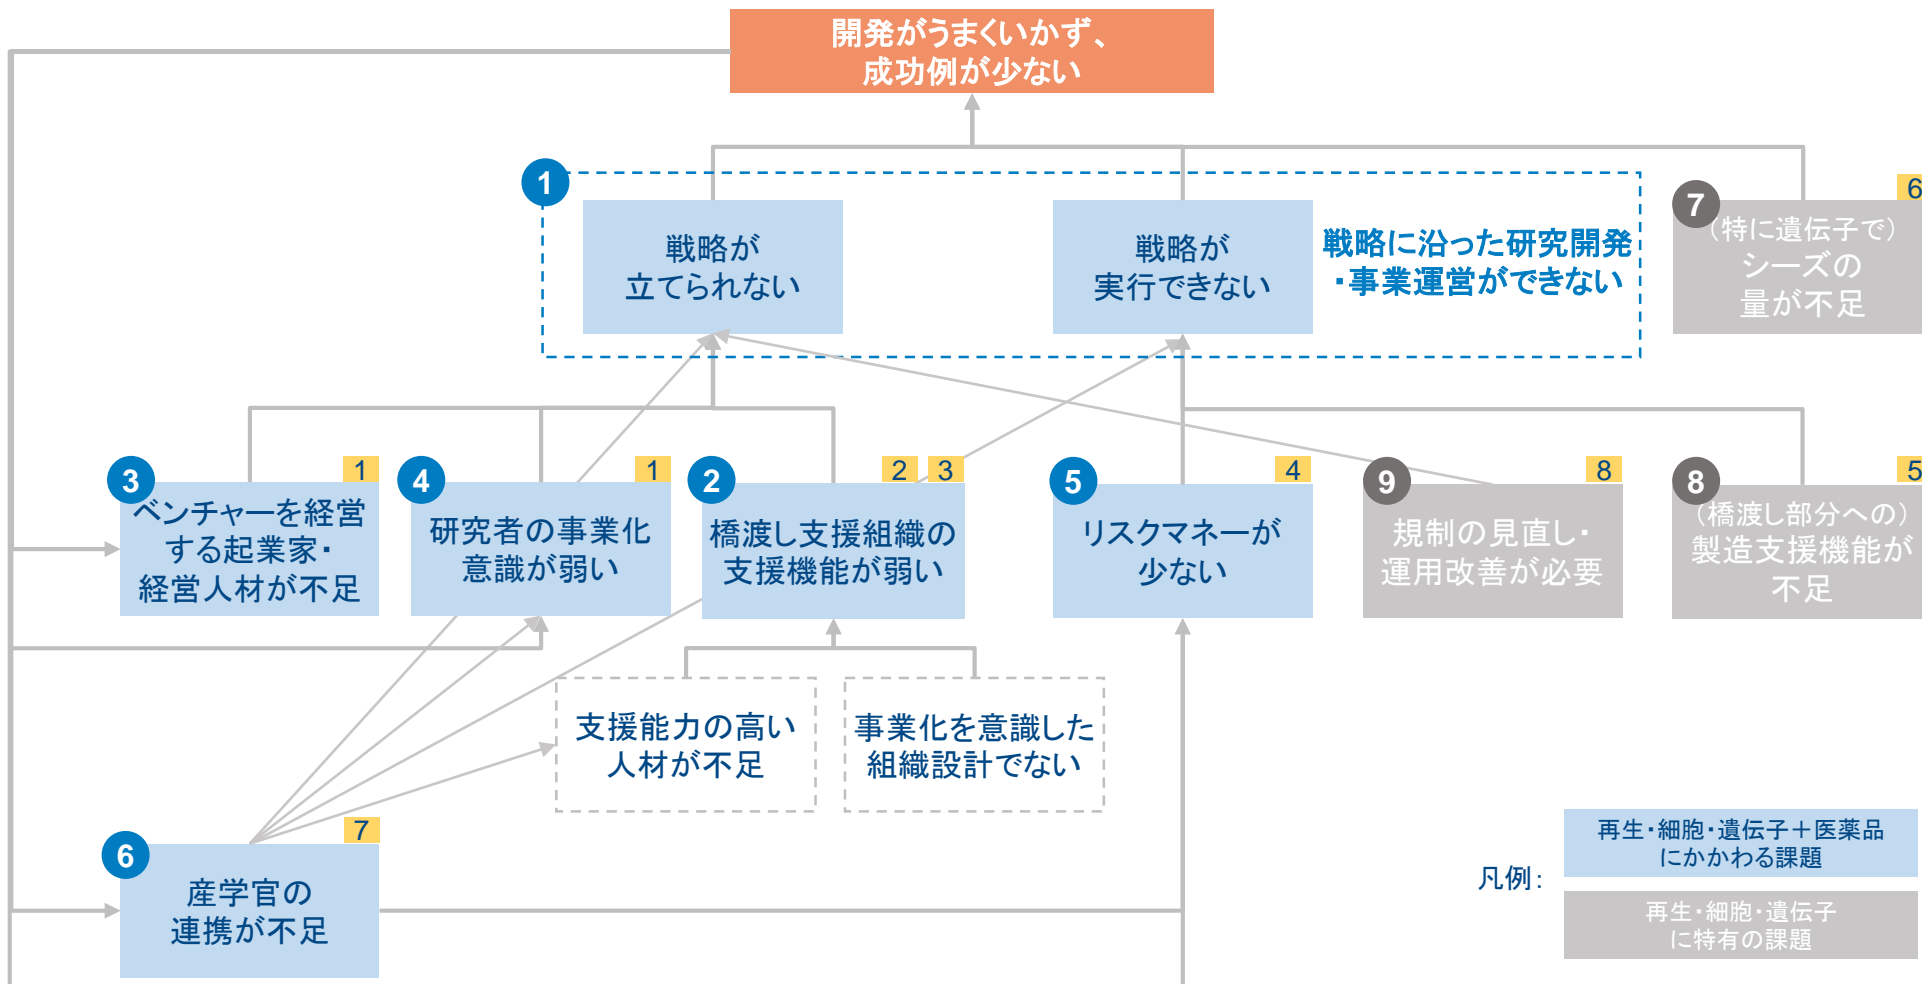 開発がうまくいかず、
成功例が少ない
1
戦略が
立てられない
戦略が
実行できない
戦略に沿った研究開発
・事業運営ができない
7
6
（特に遺伝子で）
シーズの
量が不足
3
1
ベンチャーを経営
する起業家・
経営人材が不足
4
1
研究者の事業化
意識が弱い
2
2
3
橋渡し支援組織の
支援機能が弱い
5
4
リスクマネーが
少ない
9
8
規制の見直し・
運用改善が必要
8
5
（橋渡し部分への）
製造支援機能が
不足
支援能力の高い
人材が不足
事業化を意識した
組織設計でない
6
7
産学官の
連携が不足
凡例：
再生・細胞・遺伝子＋医薬品
にかかわる課題
再生・細胞・遺伝子
に特有の課題